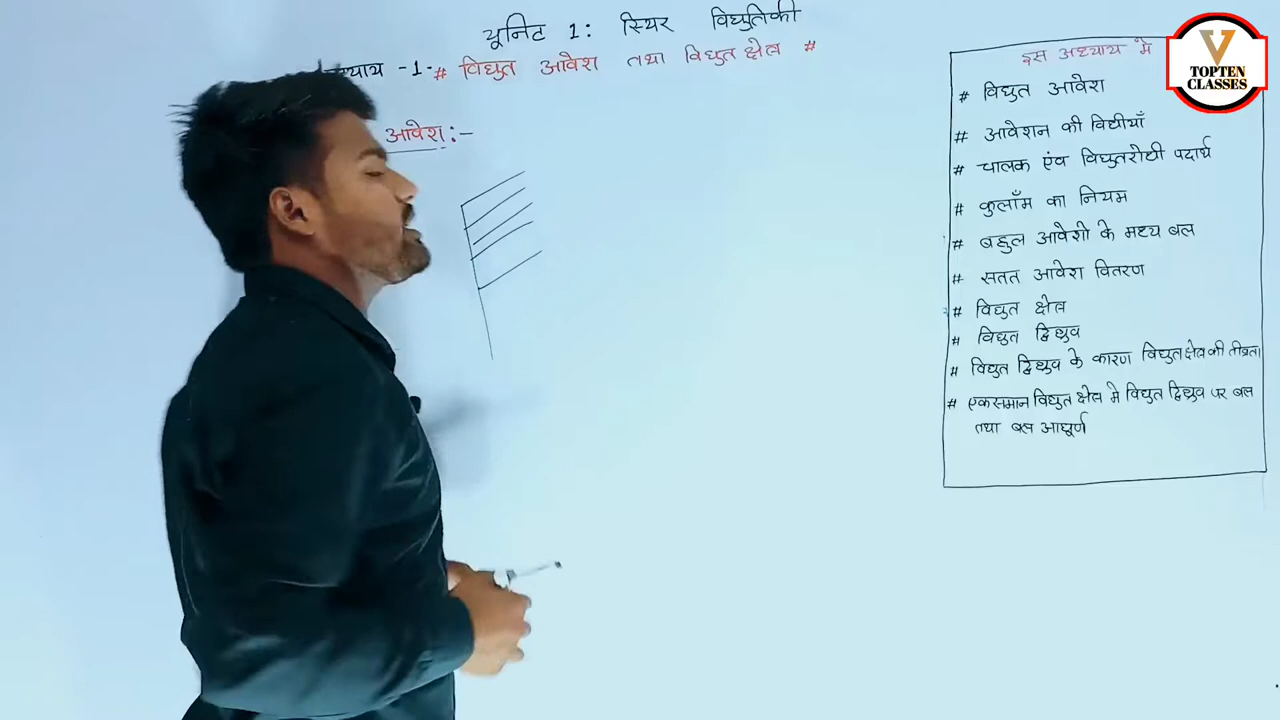 यूनिट 1: स्थिर विद्युतिकी
-1- # विद्युत आवेश तथा विद्युत क्षेत्र #
आवेश:-
इस अध्याय में
# विद्युत आवेश
# आवेशन की विधीयाँ
# चालक एंव विद्युतरोधी पदार्थ
# कुलाँम का नियम
# बहुल आवेशो के मध्य बल
# सतत आवेश वितरण
# विद्युत क्षेत्र
# विद्युत द्विध्रुव
# विद्युत द्विध्रुव के कारण विद्युत क्षेत्र की तीव्रता
# एकसमान विद्युत क्षेत्र मे विद्युत द्विध्रुव पर बल
तथा बल आघूर्ण
V
TOPTEN
CLASSES